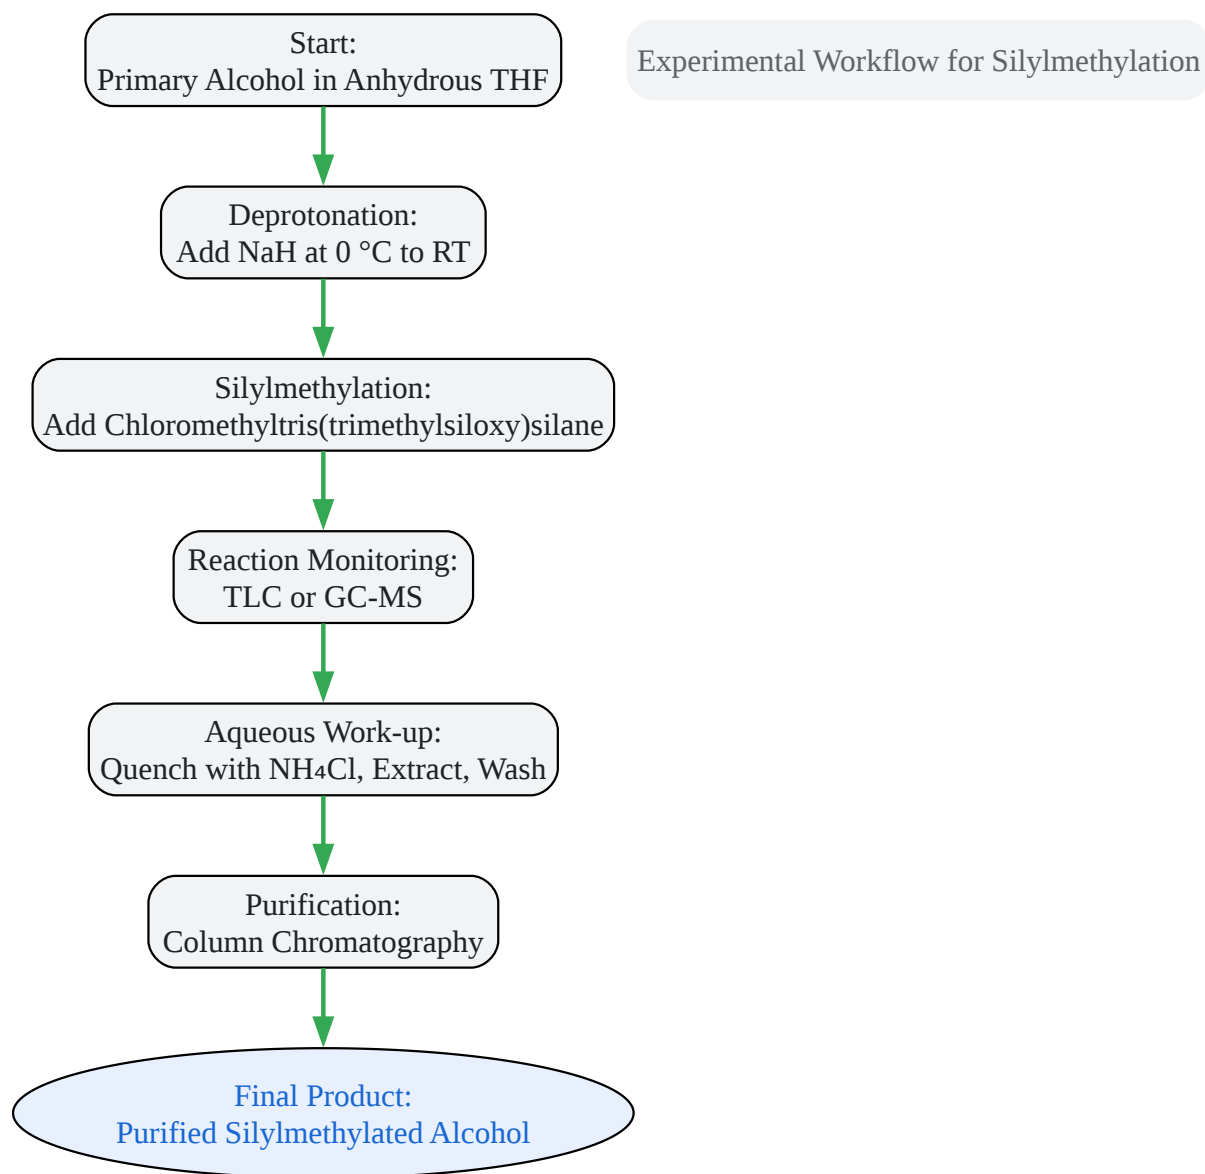 Start:
Primary Alcohol in Anhydrous THF
Experimental Workflow for Silylmethylation
Deprotonation:
Add NaH at 0 °C to RT
Silylmethylation:
Add Chloromethyltris(trimethylsiloxy)silane
Reaction Monitoring:
TLC or GC-MS
Aqueous Work-up:
Quench with NH₄Cl, Extract, Wash
Purification:
Column Chromatography
Final Product:
Purified Silylmethylated Alcohol